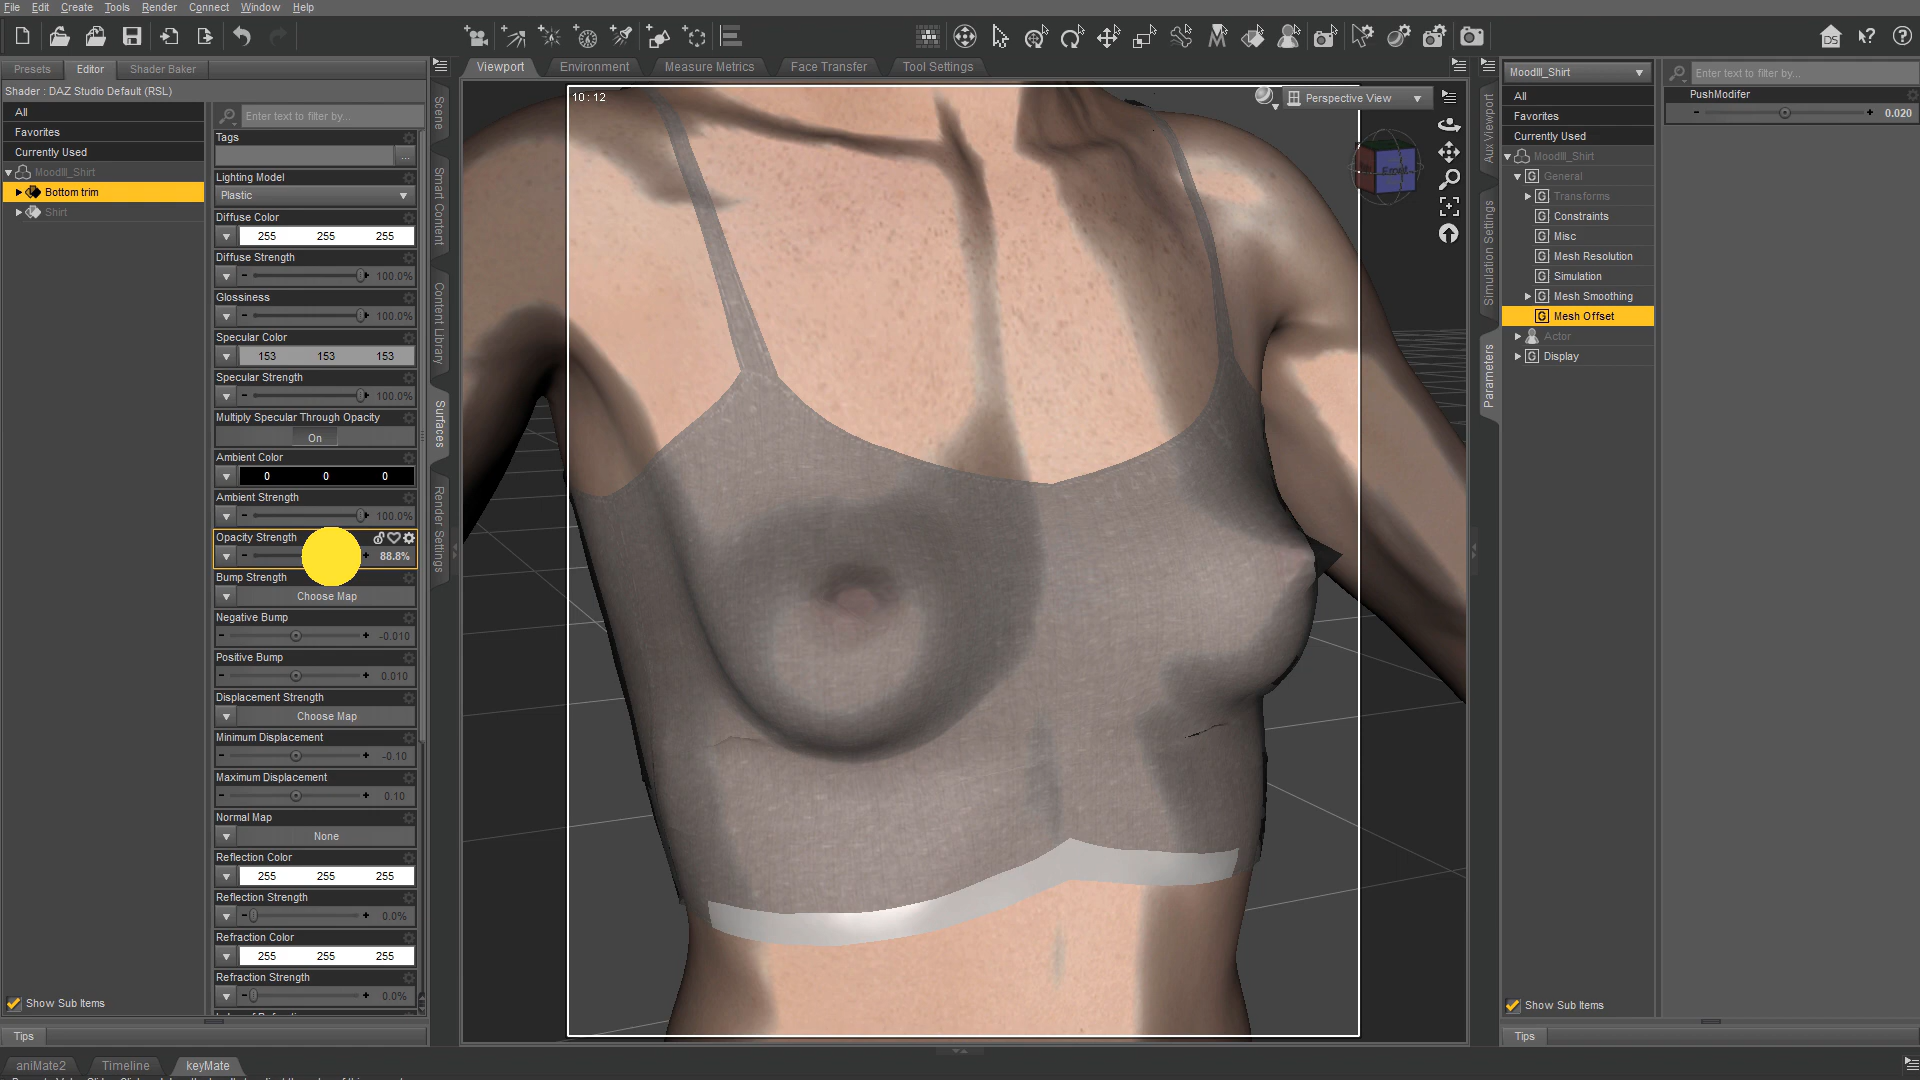 File Edit Create Tools Render Connect Window Help
Presets Editor Shader Baker
Shader : DAZ Studio Default (RSL)
All
Favorites
Currently Used
MoodIII_Shirt
Bottom trim
Shirt
Show Sub Items
Tips
Enter text to filter by...
Tags
...
Lighting Model
Plastic
Diffuse Color
255 255 255
Diffuse Strength
100.0%
Glossiness
100.0%
Specular Color
153 153 153
Specular Strength
100.0%
Multiply Specular Through Opacity
On
Ambient Color
0 0 0
Ambient Strength
100.0%
Opacity Strength
88.8%
Bump Strength
Choose Map
Negative Bump
-0.010
Positive Bump
0.010
Displacement Strength
Choose Map
Minimum Displacement
-0.10
Maximum Displacement
0.10
Normal Map
None
Reflection Color
255 255 255
Reflection Strength
0.0%
Refraction Color
255 255 255
Refraction Strength
0.0%
Scene
Smart Content
Content Library
Surfaces
Render Settings
Viewport Environment Measure Metrics Face Transfer Tool Settings
10 : 12
Perspective View
DS
Aux Viewport
Simulation Settings
Parameters
MoodIII_Shirt
All
Favorites
Currently Used
MoodIII_Shirt
General
Transforms
Constraints
Misc
Mesh Resolution
Simulation
Mesh Smoothing
Mesh Offset
Actor
Display
Show Sub Items
Tips
Enter text to filter by...
PushModifer
0.020
aniMate2 Timeline keyMate